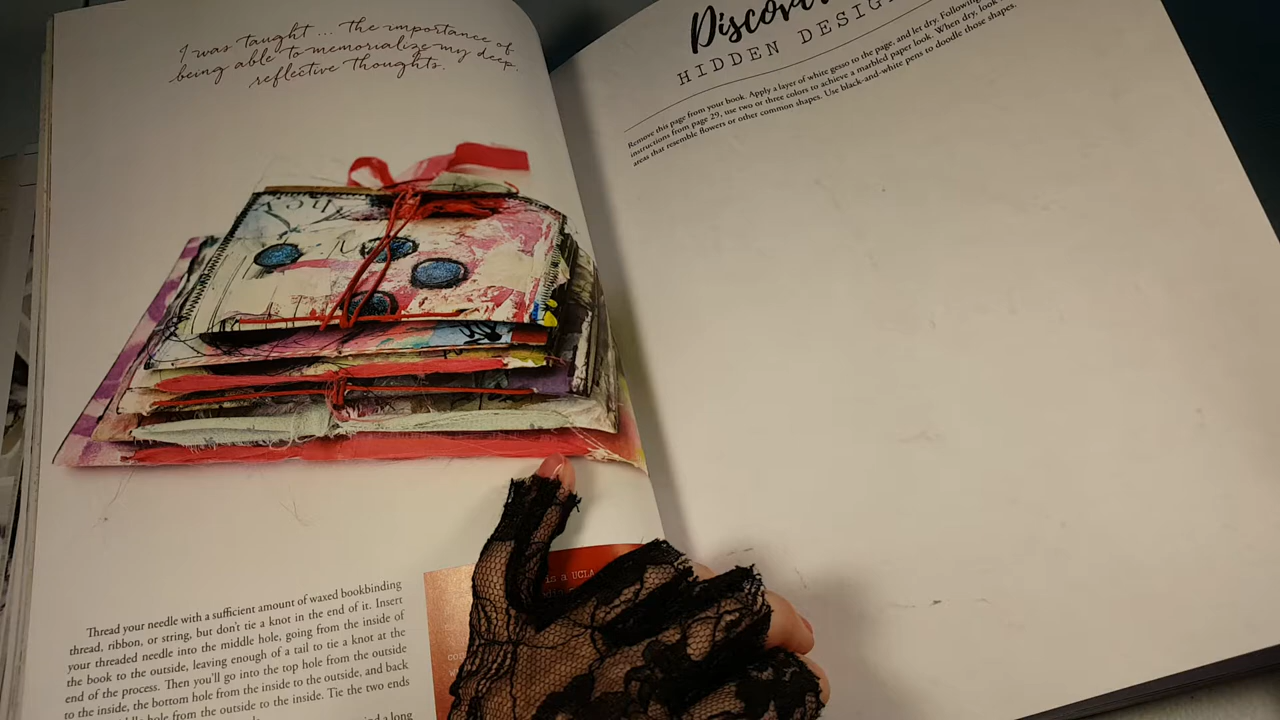 I was taught ... the importance of
being able to memorialize my deep,
reflective thoughts.
Thread your needle with a sufficient amount of waxed bookbinding
thread, ribbon, or string, but don't tie a knot in the end of it. Insert
your threaded needle into the middle hole, going from the inside of
the book to the outside, leaving enough of a tail to tie a knot at the
end of the process. Then you'll go into the top hole from the outside
to the inside, the bottom hole from the inside to the outside, and back
hole from the outside to the inside. Tie the two ends
a long
is a UCLA
HIDDEN
Remove this page from your book. Apply a layer of white gesso to the page, and let dry. Following
instructions from page 29, use two or three colors to achieve a marbled paper look. When dry, look
areas that resemble flowers or other common shapes. Use black-and-white pens to doodle those shapes.